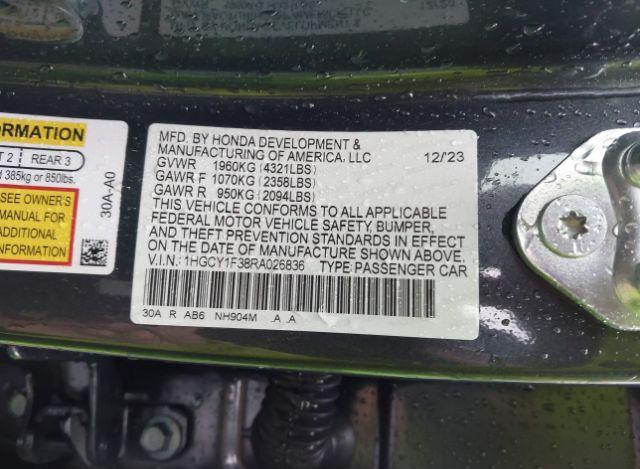 ORMATION
T 2 REAR 3
d 385kg or 850lbs.
SEE OWNER'S
MANUAL FOR
ADDITIONAL
INFORMATION
30A-A0
MFD. BY HONDA DEVELOPMENT &
MANUFACTURING OF AMERICA, LLC 12/23
GVWR 1960KG (4321LBS)
GAWR F 1070KG (2358LBS)
GAWR R 950KG (2094LBS)
THIS VEHICLE CONFORMS TO ALL APPLICABLE
FEDERAL MOTOR VEHICLE SAFETY, BUMPER,
AND THEFT PREVENTION STANDARDS IN EFFECT
ON THE DATE OF MANUFACTURE SHOWN ABOVE.
V.I.N.: 1HGCY1F38RA026836 TYPE: PASSENGER CAR
30A R AB6 NH904M .A .A